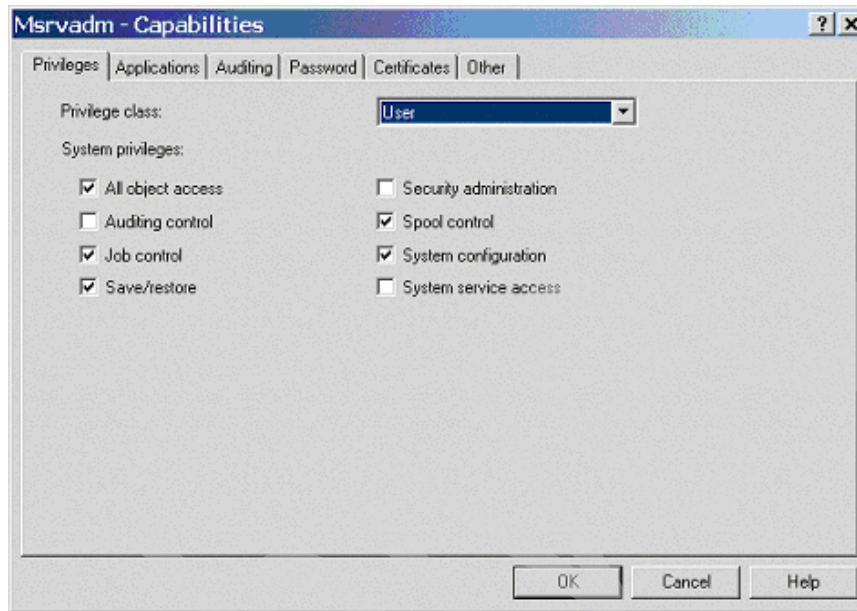 Msrvadm - Capabilities
Privileges Applications Auditing Password Certificates Other
Privilege class: User
System privileges:
All object access Security administration
Auditing control Spool control
Job control System configuration
Save/restore System service access
OK Cancel Help